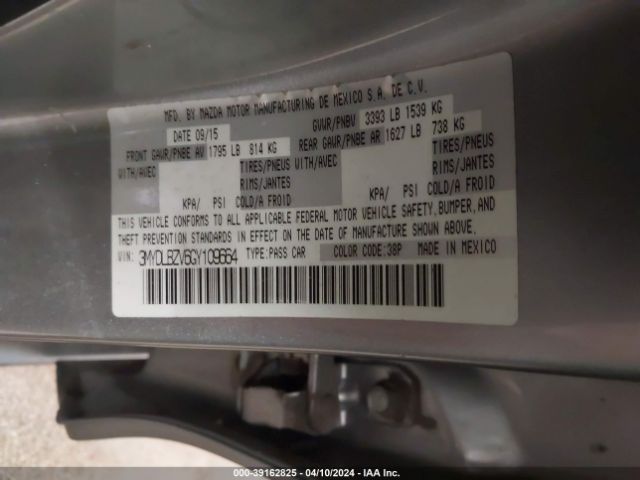 MFD. BY MAZDA MOTOR MANUFACTURING DE MEXICO S.A. DE C.V.
DATE 09/15 GVWR/PNBV 3393 LB 1539 KG
FRONT GAWR/PNBE AV 1795 LB 814 KG REAR GAWR/PNBE AR 1627 LB 738 KG
WITH/AVEC TIRES/PNEUS WITH/AVEC TIRES/PNEUS
RIMS/JANTES RIMS/JANTES
KPA/ PSI COLD/A FROID KPA/ PSI COLD/A FROID
THIS VEHICLE CONFORMS TO ALL APPLICABLE FEDERAL MOTOR VEHICLE SAFETY, BUMPER, AND
THEFT PREVENTION STANDARDS IN EFFECT ON THE DATE OF MANUFACTURE SHOWN ABOVE.
VIN: 3MYDLBZV6GY109664 TYPE: PASS CAR COLOR CODE: 38P MADE IN MEXICO
000-39162825 - 04/10/2024 - IAA Inc.